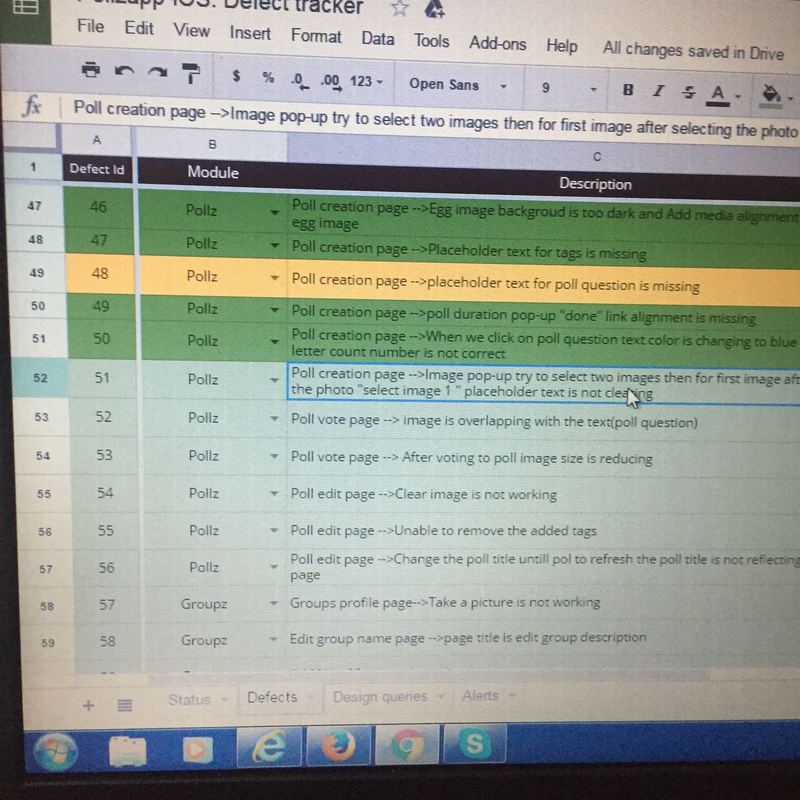 iOS: Defect tracker
File Edit View Insert Format Data Tools Add-ons Help All changes saved in Drive
$ % .0 .00 123 Open Sans 9 B I S A
fx Poll creation page -->Image pop-up try to select two images then for first image after selecting the photo
A B C
1 Defect Id Module Description
47 46 Pollz Poll creation page -->Egg image backgroud is too dark and Add media alignment
egg image
48 47 Pollz Poll creation page -->Placeholder text for tags is missing
49 48 Pollz Poll creation page -->placeholder text for poll question is missing
50 49 Pollz Poll creation page -->poll duration pop-up "done" link alignment is missing
51 50 Pollz Poll creation page -->When we click on poll question text color is changing to blue
letter count number is not correct
52 51 Pollz Poll creation page -->Image pop-up try to select two images then for first image aft
the photo "select image 1 " placeholder text is not clearing
53 52 Pollz Poll vote page --> image is overlapping with the text(poll question)
54 53 Pollz Poll vote page --> After voting to poll image size is reducing
55 54 Pollz Poll edit page -->Clear image is not working
56 55 Pollz Poll edit page -->Unable to remove the added tags
57 56 Pollz Poll edit page -->Change the poll title untill pol to refresh the poll title is not reflecting
page
58 57 Groupz Groups profile page-->Take a picture is not working
59 58 Groupz Edit group name page -->page title is edit group description
Status Defects Design queries Alerts